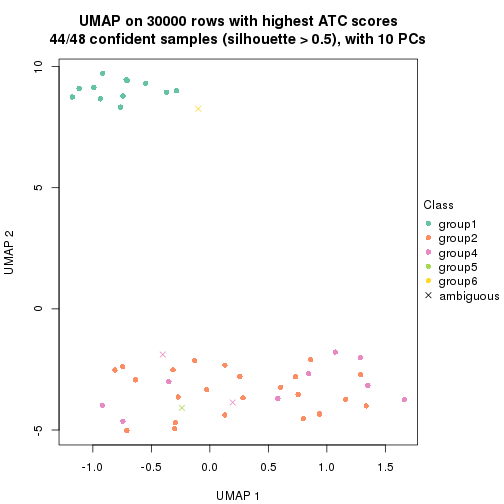 UMAP on 30000 rows with highest ATC scores
44/48 confident samples (silhouette > 0.5), with 10 PCs
10
5
0
-5
UMAP 2
-1.0 -0.5 0.0 0.5 1.0 1.5
UMAP 1
Class
group1
group2
group4
group5
group6
ambiguous